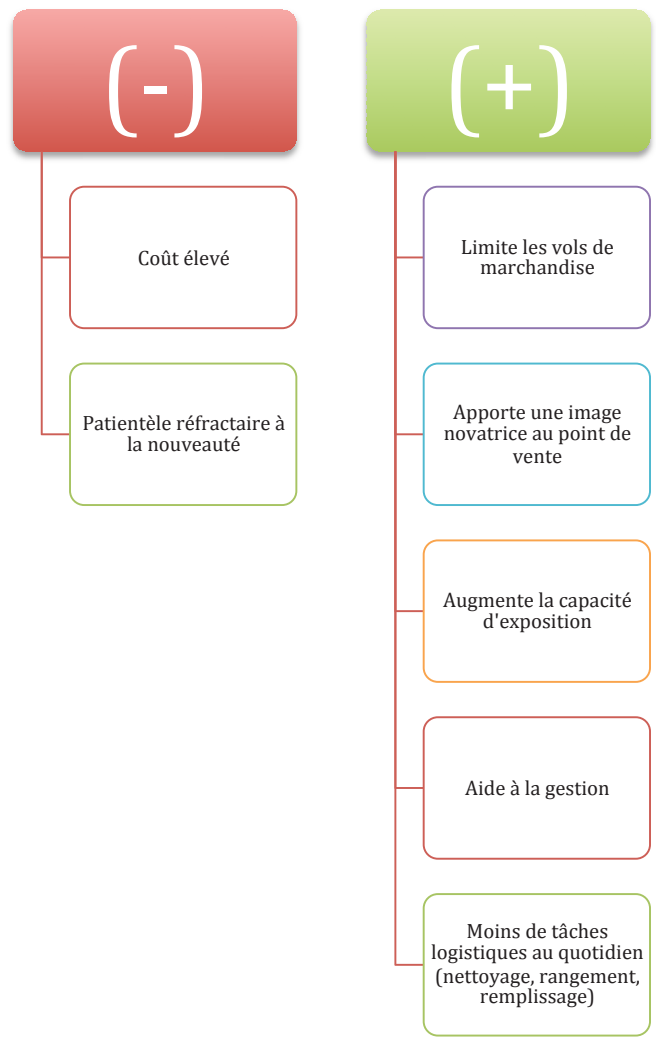 (-)
Coût élevé
Patientèle réfractaire à
la nouveauté
(+)
Limite les vols de
marchandise
Apporte une image
novatrice au point de
vente
Augmente la capacité
d'exposition
Aide à la gestion
Moins de tâches
logistiques au quotidien
(nettoyage, rangement,
remplissage)